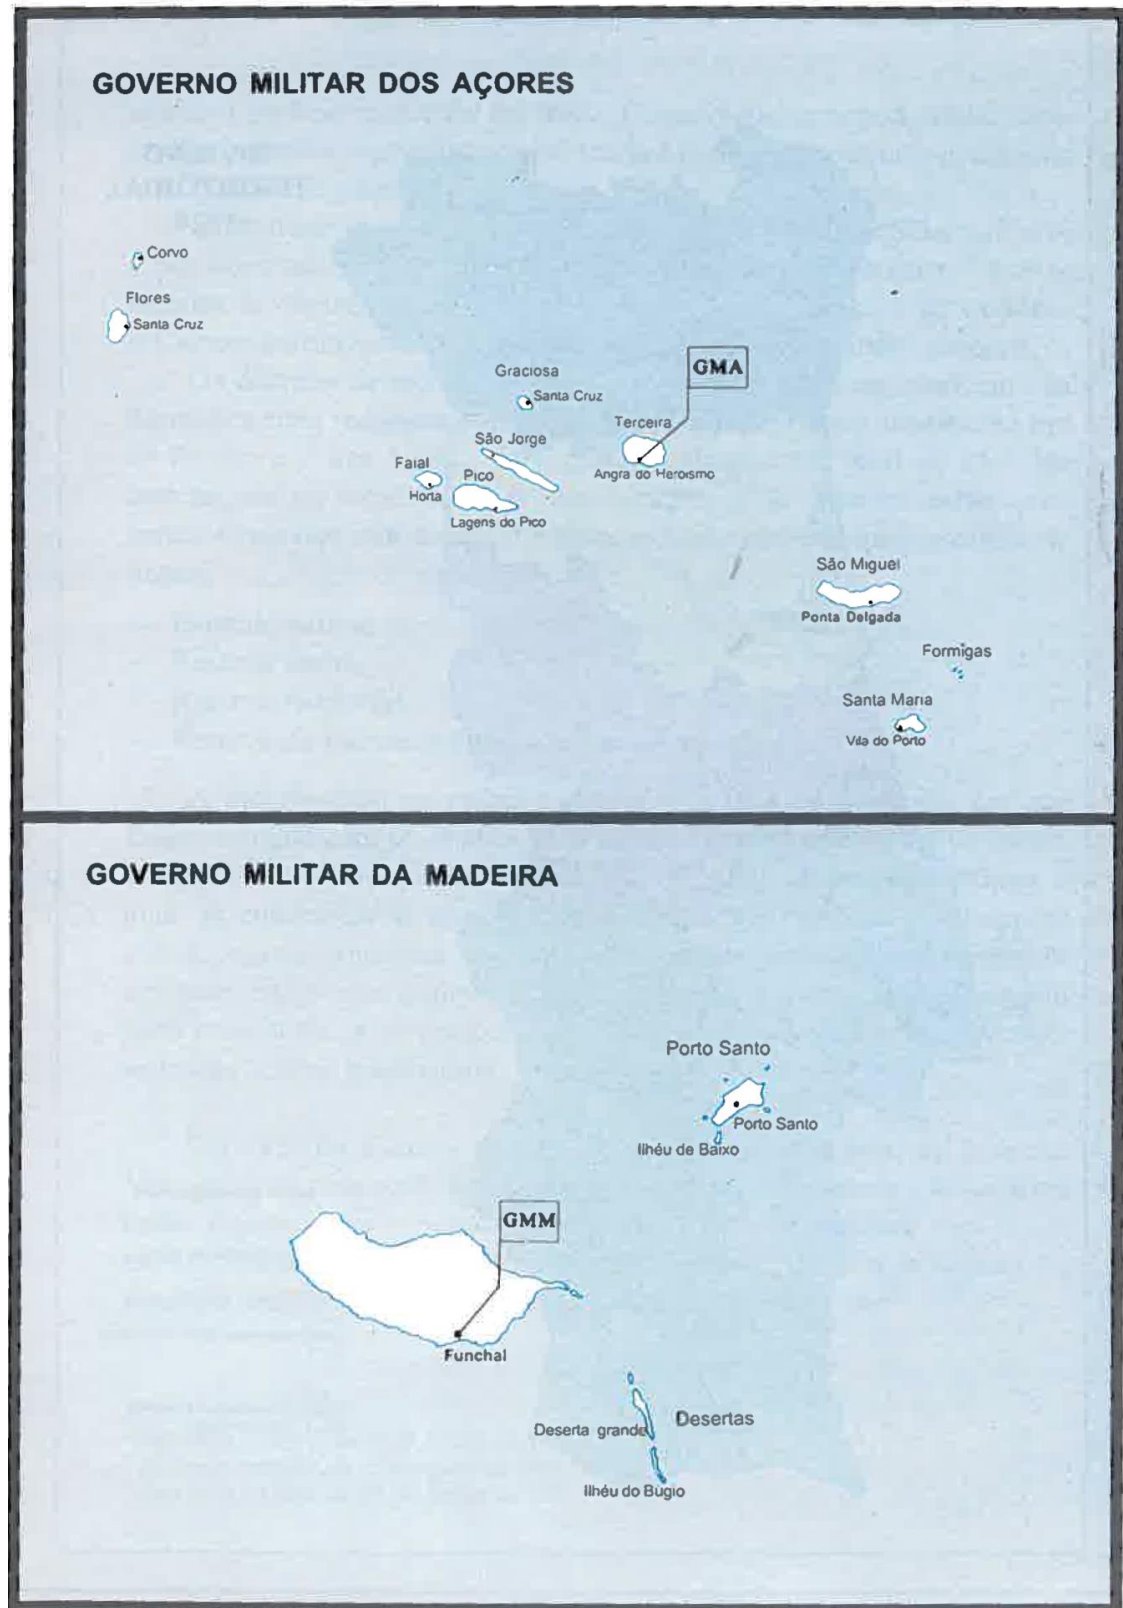 GOVERNO MILITAR DOS AÇORES
Corvo
Flores
Santa Cruz
GMA
Graciosa
Santa Cruz
Terceira
São Jorge
Angra do Heroismo
Faial
Pico
Horta
Lagens do Pico
São Miguel
Ponta Delgada
Formigas
Santa Maria
Vila do Porto
GOVERNO MILITAR DA MADEIRA
Porto Santo
Porto Santo
Ilhéu de Baixo
GMM
Funchal
Desertas
Deserta grande
Ilhéu do Búgio